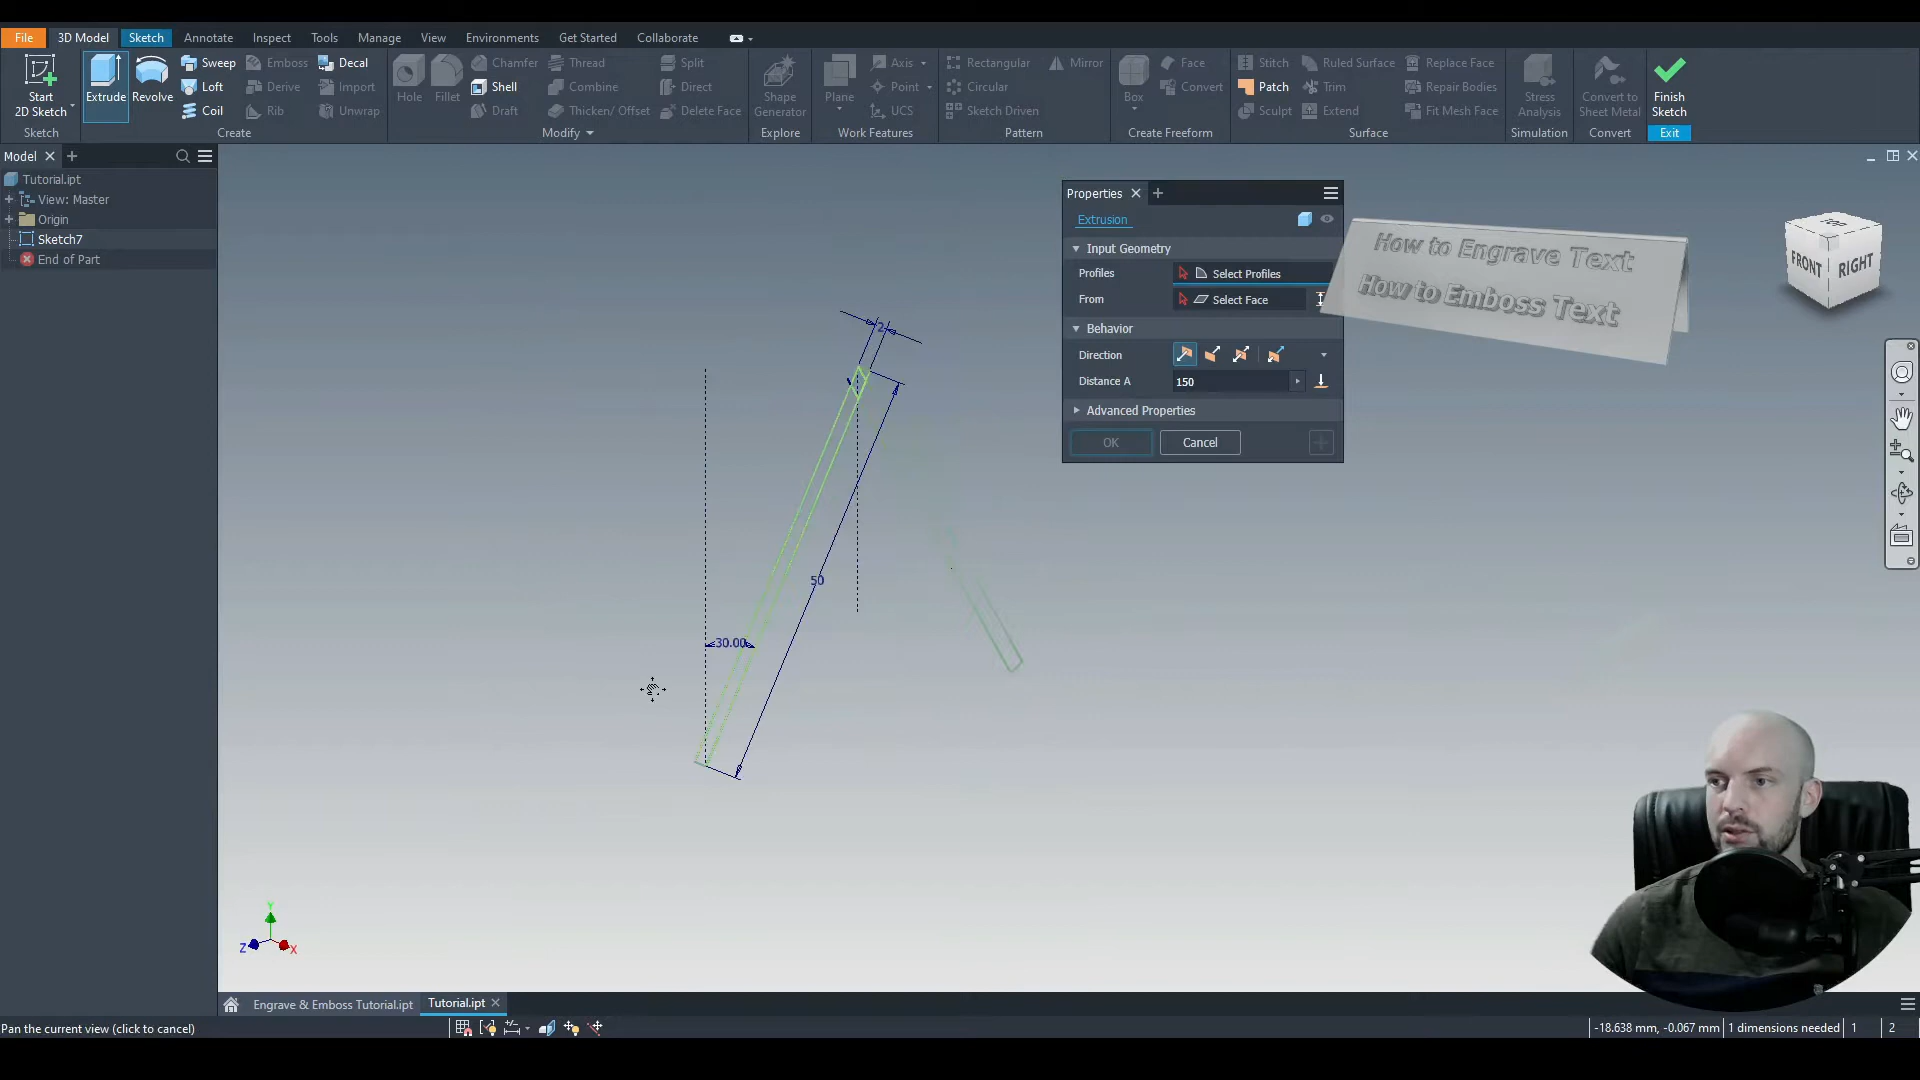 File 3D Model Sketch Annotate Inspect Tools Manage View Environments Get Started Collaborate
Start 2D Sketch
Sketch
Extrude
Revolve
Sweep
Loft
Coil
Emboss
Derive
Rib
Decal
Import
Unwrap
Create
Hole
Fillet
Chamfer
Shell
Draft
Thread
Combine
Thicken/ Offset
Split
Direct
Delete Face
Modify
Shape Generator
Explore
Plane
Axis
Point
UCS
Work Features
Rectangular
Circular
Sketch Driven
Mirror
Pattern
Box
Face
Convert
Create Freeform
Stitch
Patch
Sculpt
Ruled Surface
Trim
Extend
Replace Face
Repair Bodies
Fit Mesh Face
Surface
Stress Analysis
Simulation
Convert to Sheet Metal
Convert
Finish Sketch
Exit
Model
Tutorial.ipt
View: Master
Origin
Sketch7
End of Part
Properties
Extrusion
Input Geometry
Profiles Select Profiles
From Select Face
Behavior
Direction
Distance A 150
Advanced Properties
OK Cancel
How to Engrave Text
How to Emboss Text
TOP
FRONT RIGHT
2
50
30.00
Y
Z X
Engrave & Emboss Tutorial.ipt Tutorial.ipt
Pan the current view (click to cancel)
-18.638 mm, -0.067 mm 1 dimensions needed 1 2